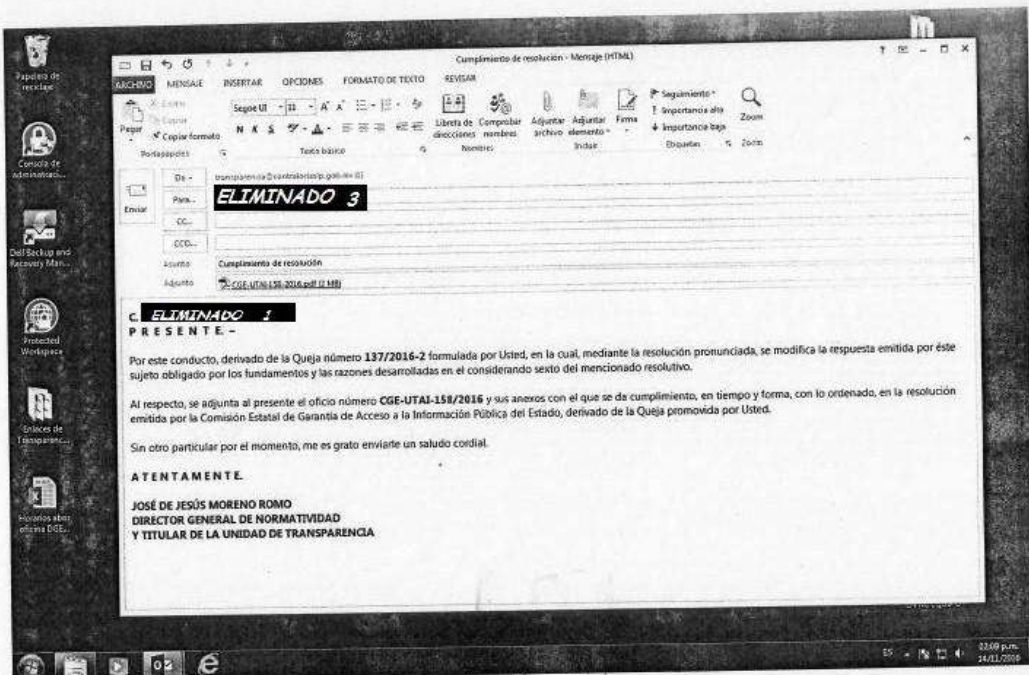 Papelera de
reciclaje
Consola de
administraci...
Dell Backup and
Recovery Man...
Protected
Workspace
Enlaces de
Transparenc...
Horarios abos
oficina DGE...
Cumplimiento de resolución - Mensaje (HTML)
ARCHIVO MENSAJE INSERTAR OPCIONES FORMATO DE TEXTO REVISAR
Pegar
Cortar
Copiar
Copiar formato
Portapapeles
Segoe UI 11
N K S
Texto básico
Libreta de direcciones
Comprobar nombres
Nombres
Adjuntar archivo
Adjuntar elemento
Firma
Incluir
Seguimiento
Importancia alta
Importancia baja
Etiquetas
Zoom
Zoom
Enviar
De
Para...
ELIMINADO 3
CC...
CCO...
Asunto Cumplimiento de resolución
Adjunto CGE-UTAI-158-2016.pdf (2 MB)
C. ELIMINADO 1
P R E S E N T E. –
Por este conducto, derivado de la Queja número 137/2016-2 formulada por Usted, en la cual, mediante la resolución pronunciada, se modifica la respuesta emitida por éste
sujeto obligado por los fundamentos y las razones desarrolladas en el considerando sexto del mencionado resolutivo.
Al respecto, se adjunta al presente el oficio número CGE-UTAI-158/2016 y sus anexos con el que se da cumplimiento, en tiempo y forma, con lo ordenado, en la resolución
emitida por la Comisión Estatal de Garantía de Acceso a la Información Pública del Estado, derivado de la Queja promovida por Usted.
Sin otro particular por el momento, me es grato enviarle un saludo cordial.
A T E N T A M E N T E.
JOSÉ DE JESÚS MORENO ROMO
DIRECTOR GENERAL DE NORMATIVIDAD
Y TITULAR DE LA UNIDAD DE TRANSPARENCIA
ES
02:09 p.m.
14/11/2016